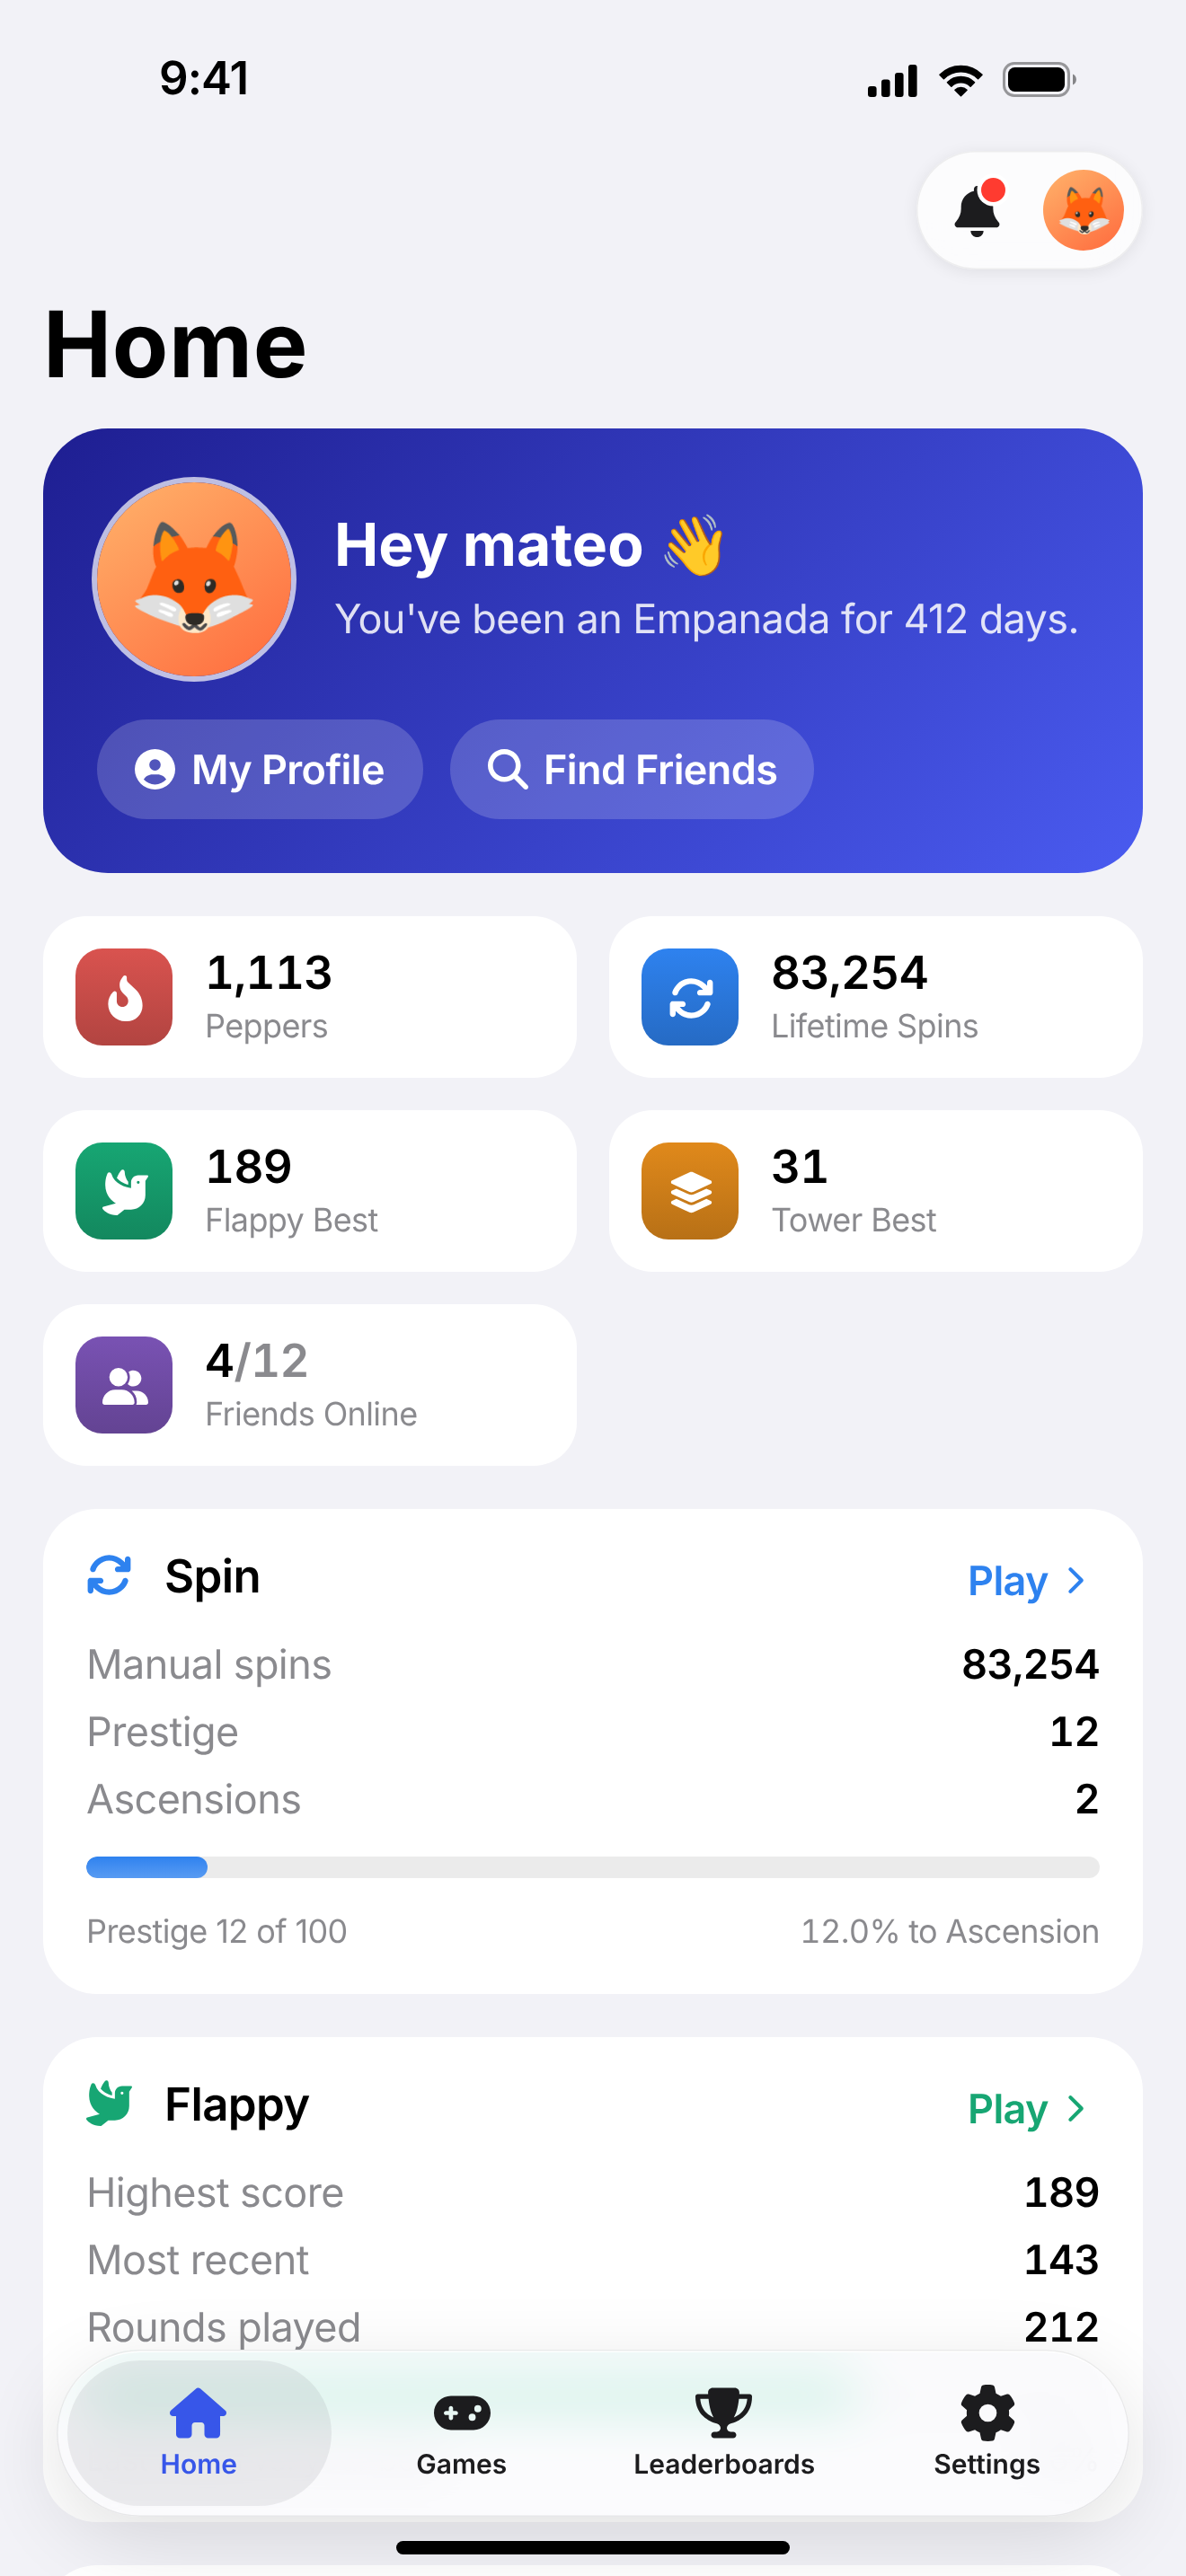 9:41
Home
Hey mateo 👋
You've been an Empanada for 412 days.
My Profile
Find Friends
1,113
Peppers
83,254
Lifetime Spins
189
Flappy Best
31
Tower Best
4/12
Friends Online
Spin
Play
Manual spins
83,254
Prestige
12
Ascensions
2
Prestige 12 of 100
12.0% to Ascension
Flappy
Play
Highest score
189
Most recent
143
Rounds played
212
Home
Games
Leaderboards
Settings